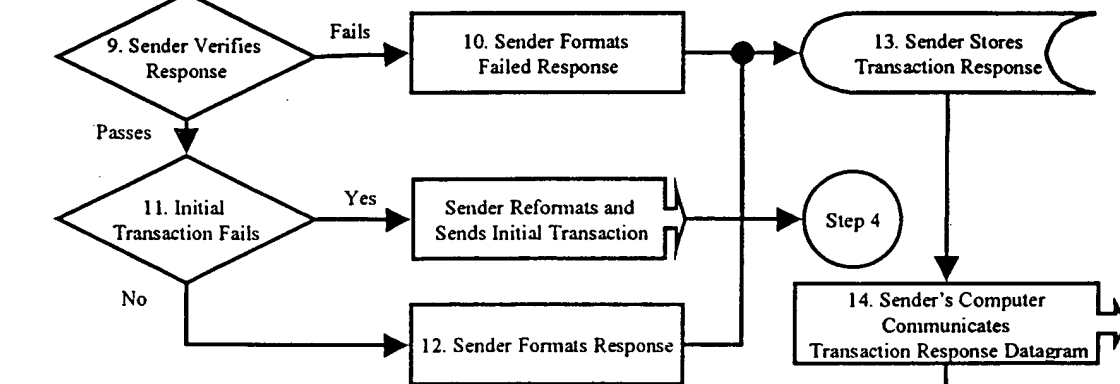 9. Sender Verifies
Response
Fails
10. Sender Formats
Failed Response
13. Sender Stores
Transaction Response
Passes
11. Initial
Transaction Fails
Yes
Sender Reformats and
Sends Initial Transaction
Step 4
No
12. Sender Formats Response
14. Sender's Computer
Communicates
Transaction Response Datagram